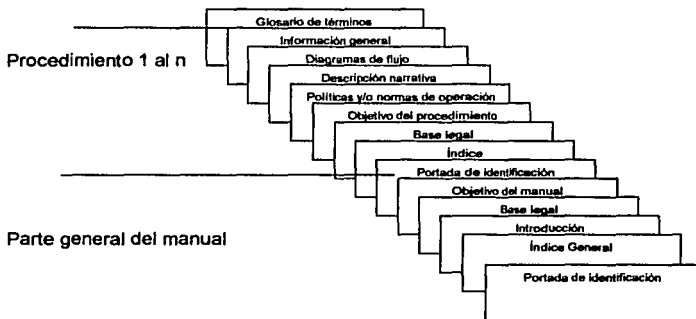 Glosario de términos
Información general
Procedimiento 1 al n
Diagramas de flujo
Descripción narrativa
Políticas y/o normas de operación
Objetivo del procedimiento
Base legal
Índice
Portada de identificación
Objetivo del manual
Base legal
Parte general del manual
Introducción
Índice General
Portada de identificación